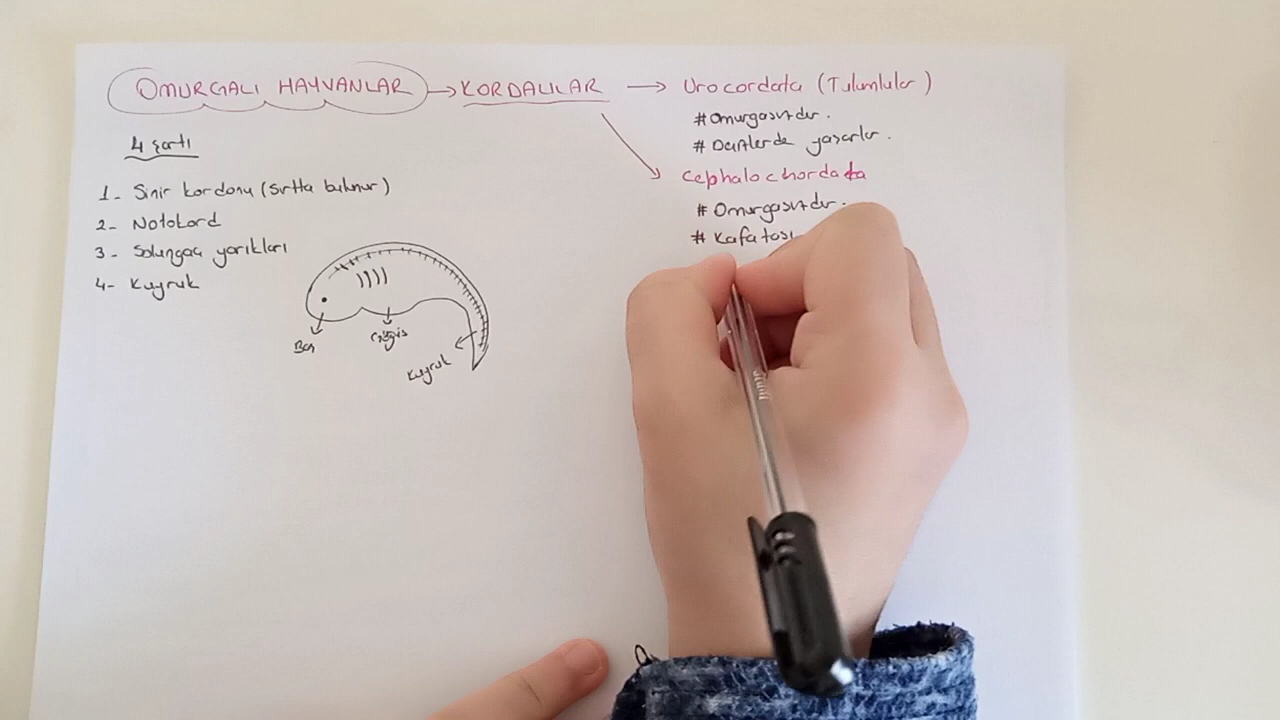 OMURGALI HAYVANLAR → KORDALILAR → Urocordata (Tulumlular)
#Omurgasızdır.
# Denizlerde yaşarlar.
Cephalochordata
# Omurgasızdır.
# Kafatası
4 şartı
1- Sinir kordonu (Sırtta bulunur)
2- Notokord
3- Solungaç yarıkları
4- Kuyruk
Baş
Göğüs
Kuyruk